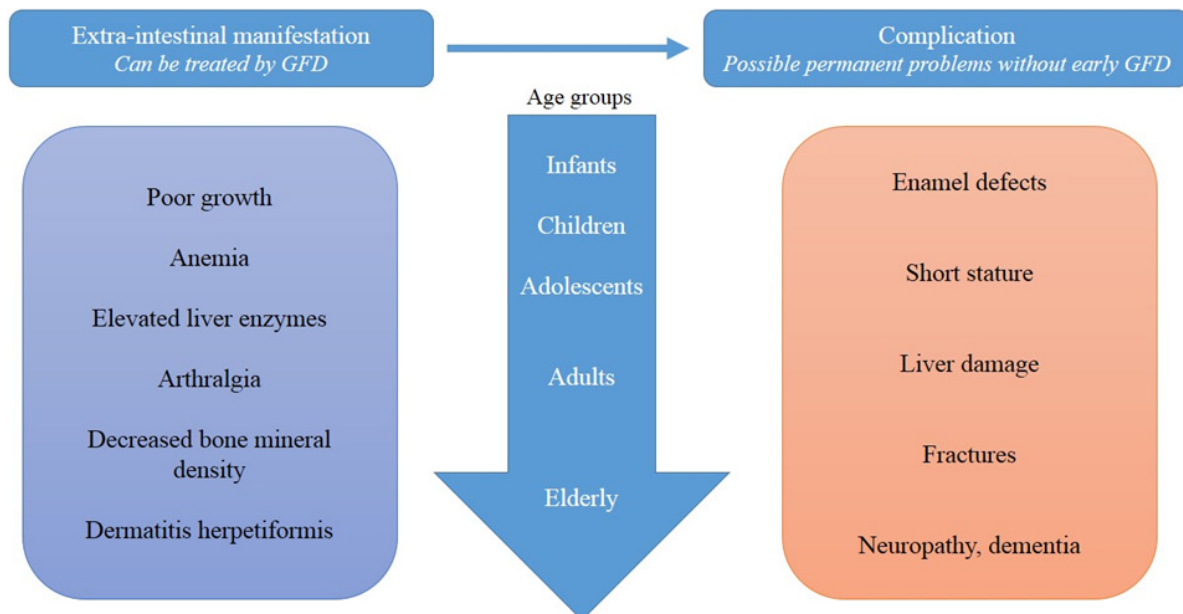 Extra-intestinal manifestation
Can be treated by GFD
Complication
Possible permanent problems without early GFD
Age groups
Poor growth
Anemia
Elevated liver enzymes
Arthralgia
Decreased bone mineral
density
Dermatitis herpetiformis
Infants
Children
Adolescents
Adults
Elderly
Enamel defects
Short stature
Liver damage
Fractures
Neuropathy, dementia